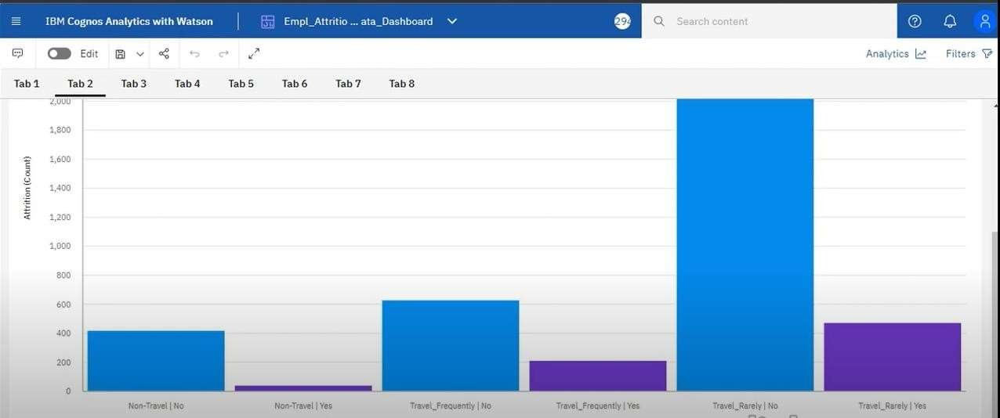 IBM Cognos Analytics with Watson
Empl_Attritio ... ata_Dashboard
294
Search content
Edit
Analytics
Filters
Tab 1 Tab 2 Tab 3 Tab 4 Tab 5 Tab 6 Tab 7 Tab 8
Attrition (Count)
2,000
1,800
1,600
1,400
1,200
1,000
800
600
400
200
0
Non-Travel | No
Non-Travel | Yes
Travel_Frequently | No
Travel_Frequently | Yes
Travel_Rarely | No
Travel_Rarely | Yes